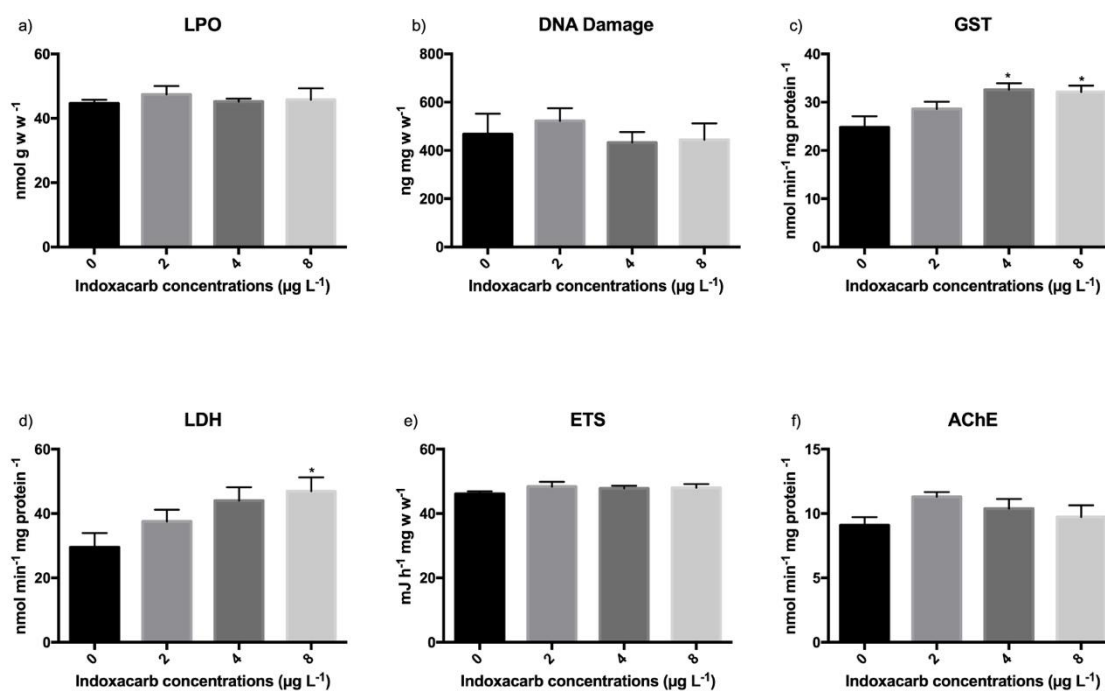 a) LPO
60
40
20
0
nmol g w w⁻¹
0 2 4 8
Indoxacarb concentrations (µg L⁻¹)
b) DNA Damage
800
600
400
200
0
ng mg w w⁻¹
0 2 4 8
Indoxacarb concentrations (µg L⁻¹)
c) GST
40
30
20
10
0
nmol min⁻¹ mg protein ⁻¹
* *
0 2 4 8
Indoxacarb concentrations (µg L⁻¹)
d) LDH
60
40
20
0
nmol min⁻¹ mg protein ⁻¹
*
0 2 4 8
Indoxacarb concentrations (µg L⁻¹)
e) ETS
60
40
20
0
mJ h⁻¹ mg w w⁻¹
0 2 4 8
Indoxacarb concentrations (µg L⁻¹)
f) AChE
15
10
5
0
nmol min⁻¹ mg protein ⁻¹
0 2 4 8
Indoxacarb concentrations (µg L⁻¹)